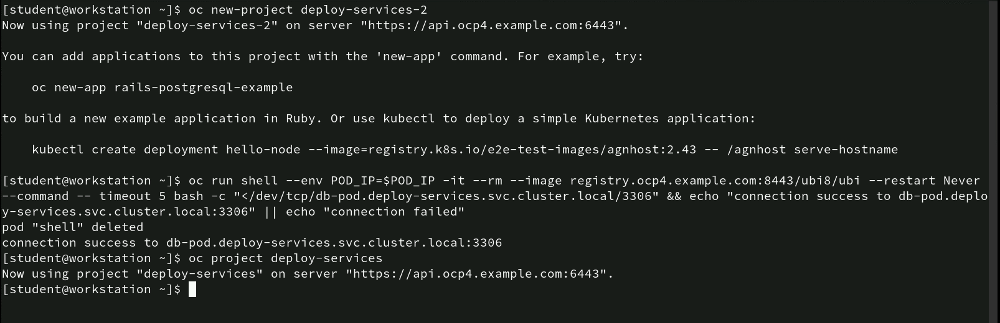 [student@workstation ~]$ oc new-project deploy-services-2
Now using project "deploy-services-2" on server "https://api.ocp4.example.com:6443".
You can add applications to this project with the 'new-app' command. For example, try:
oc new-app rails-postgresql-example
to build a new example application in Ruby. Or use kubectl to deploy a simple Kubernetes application:
kubectl create deployment hello-node --image=registry.k8s.io/e2e-test-images/agnhost:2.43 -- /agnhost serve-hostname
[student@workstation ~]$ oc run shell --env POD_IP=$POD_IP -it --rm --image registry.ocp4.example.com:8443/ubi8/ubi --restart Never
--command -- timeout 5 bash -c "</dev/tcp/db-pod.deploy-services.svc.cluster.local/3306" && echo "connection success to db-pod.deplo
y-services.svc.cluster.local:3306" || echo "connection failed"
pod "shell" deleted
connection success to db-pod.deploy-services.svc.cluster.local:3306
[student@workstation ~]$ oc project deploy-services
Now using project "deploy-services" on server "https://api.ocp4.example.com:6443".
[student@workstation ~]$